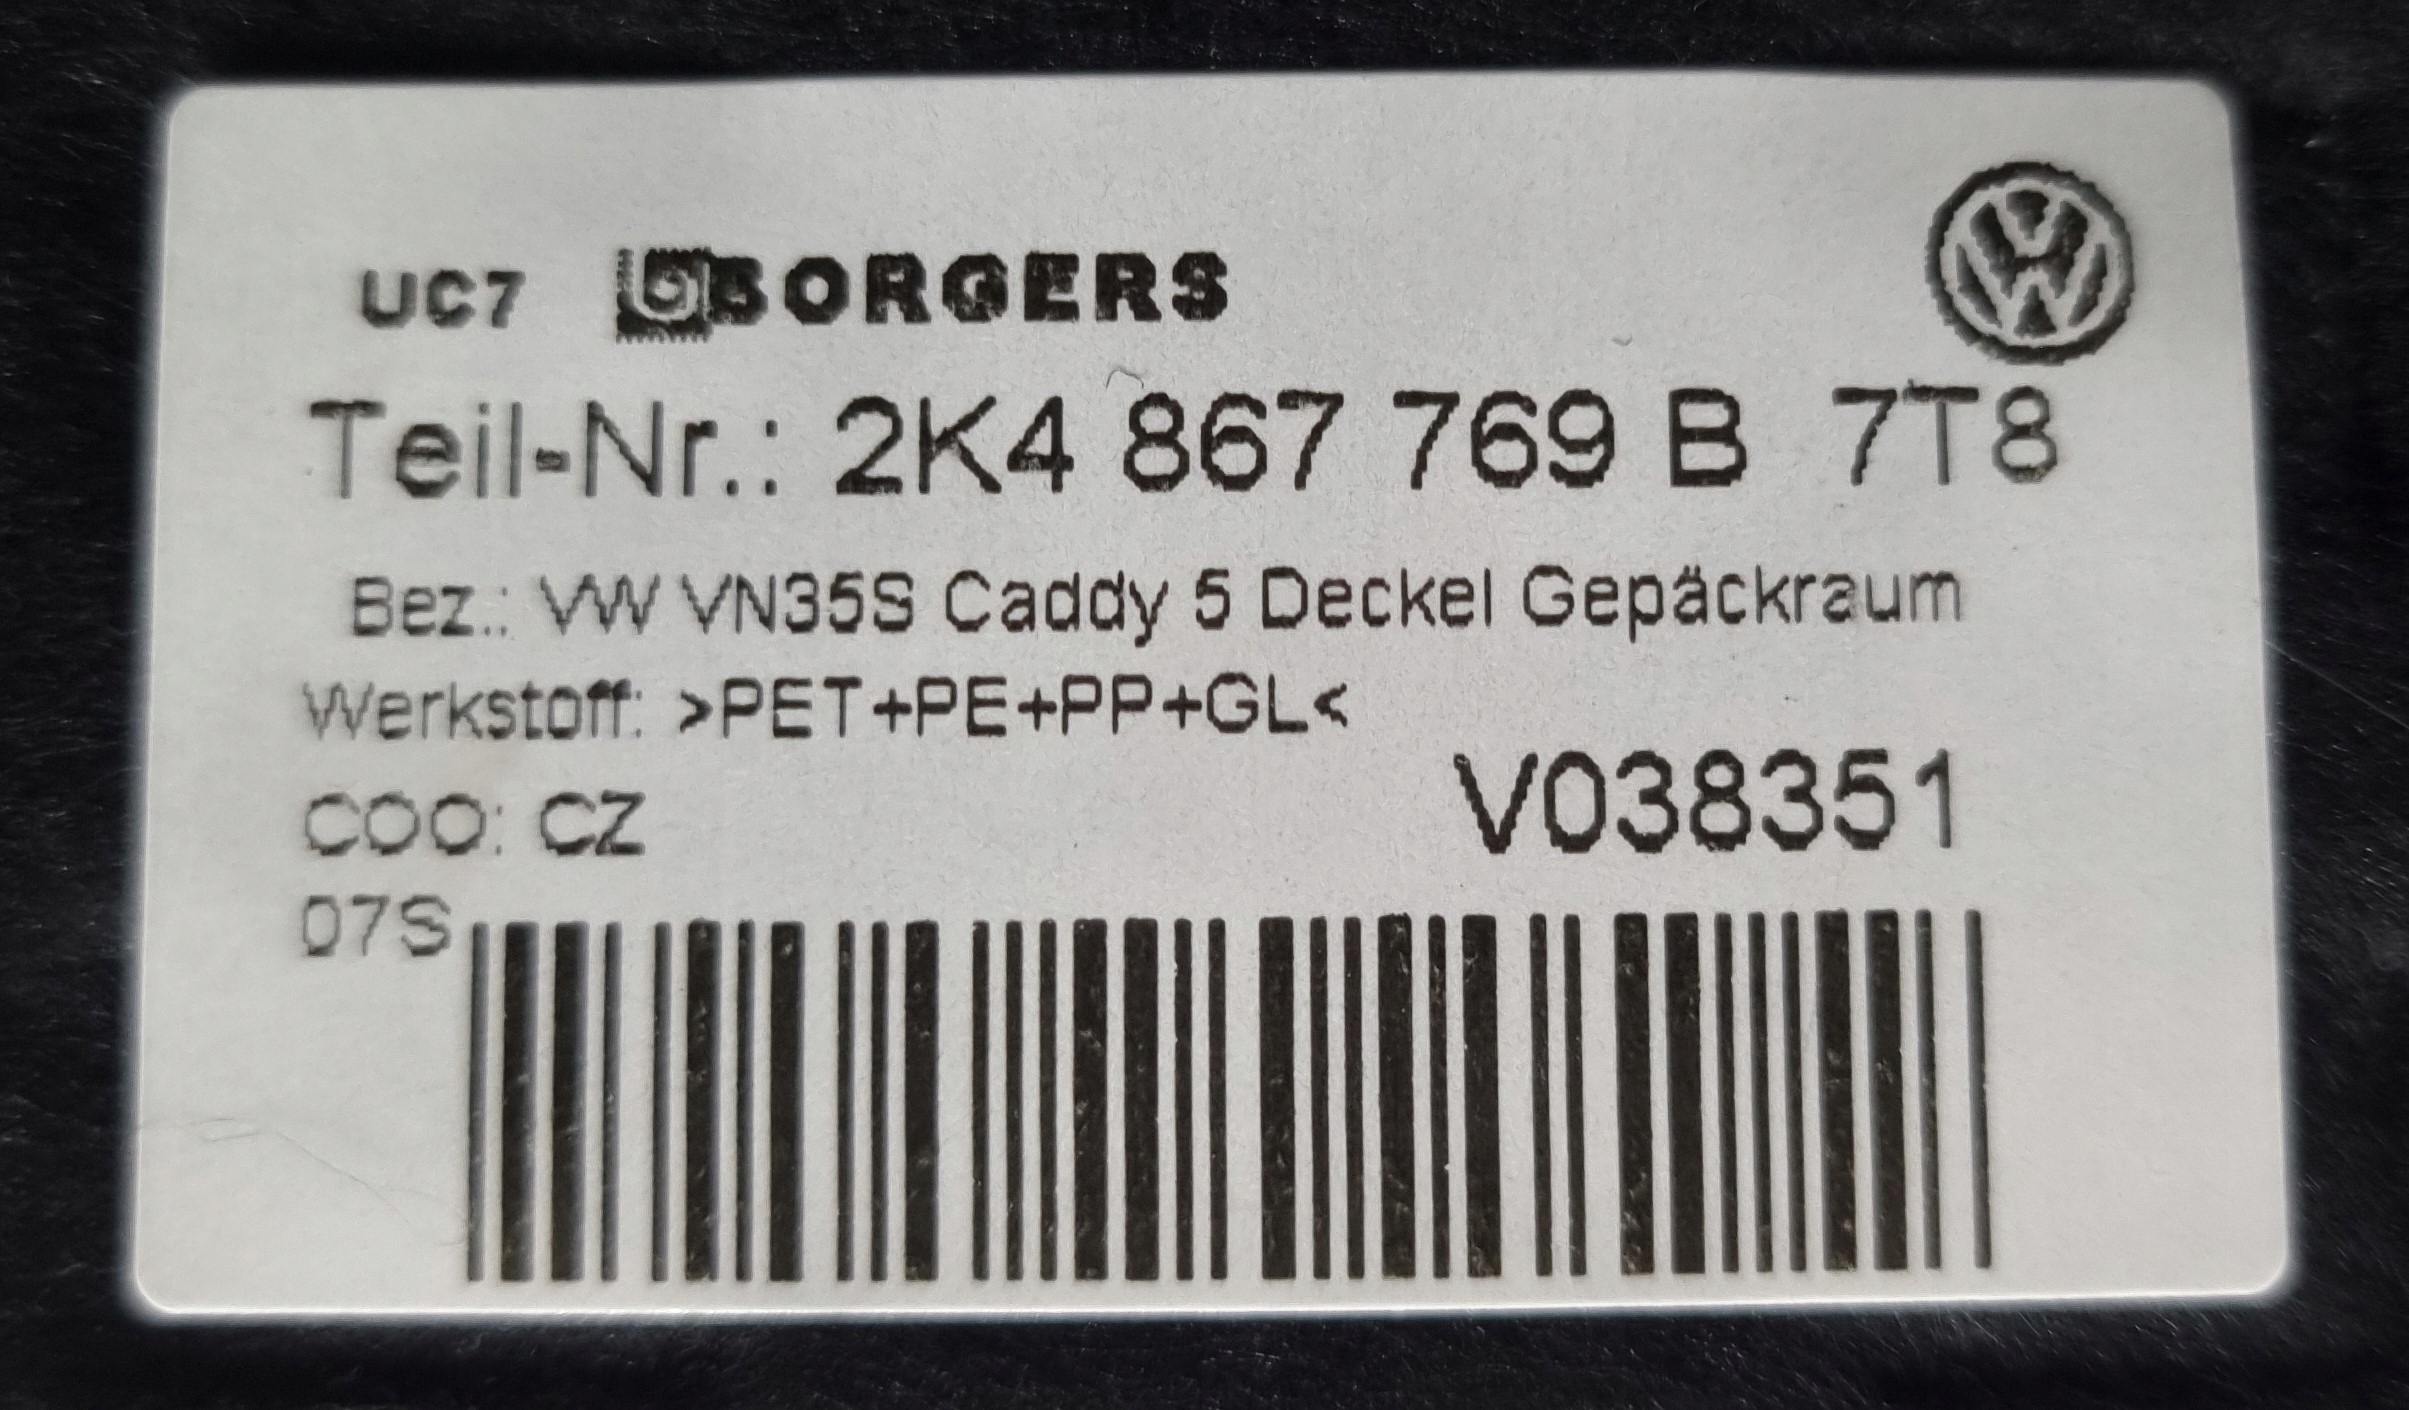 UC7 BORGERS
Teil-Nr.: 2K4 867 769 B 7T8
Bez.: VW VN35S Caddy 5 Deckel Gepäckraum
Werkstoff: >PET+PE+PP+GL<
COO: CZ
V038351
07S